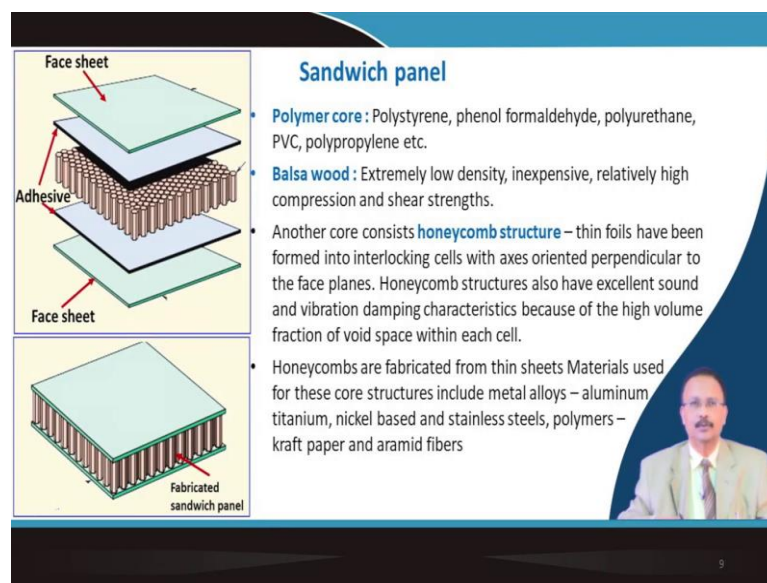 Face sheet
Adhesive
Face sheet
Fabricated
sandwich panel
Sandwich panel
• Polymer core : Polystyrene, phenol formaldehyde, polyurethane,
PVC, polypropylene etc.
• Balsa wood : Extremely low density, inexpensive, relatively high
compression and shear strengths.
• Another core consists honeycomb structure – thin foils have been
formed into interlocking cells with axes oriented perpendicular to
the face planes. Honeycomb structures also have excellent sound
and vibration damping characteristics because of the high volume
fraction of void space within each cell.
• Honeycombs are fabricated from thin sheets Materials used
for these core structures include metal alloys – aluminum,
titanium, nickel based and stainless steels, polymers –
kraft paper and aramid fibers
9